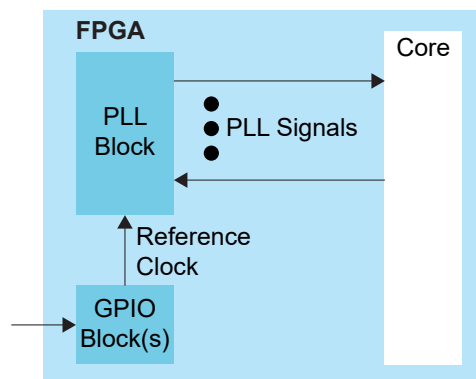 FPGA
Core
PLL
Block
PLL Signals
Reference
Clock
GPIO
Block(s)